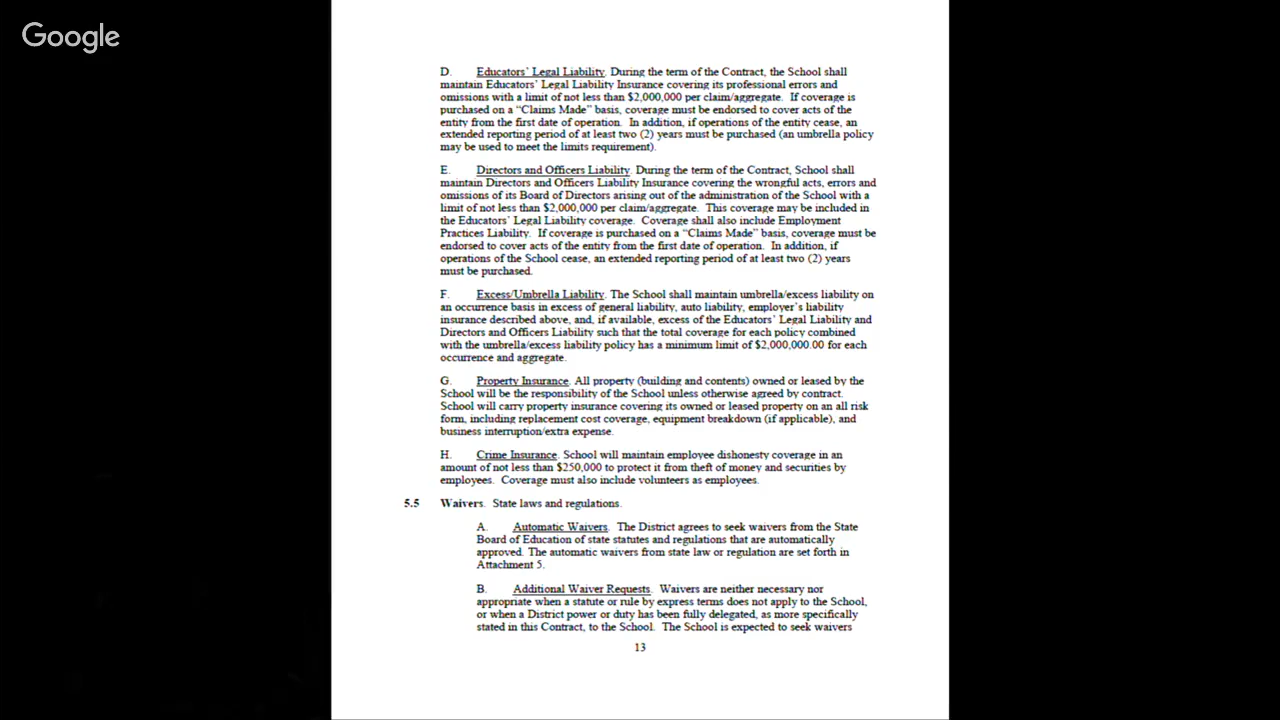 Google
D. Educators' Legal Liability. During the term of the Contract, the School shall
maintain Educators' Legal Liability Insurance covering its professional errors and
omissions with a limit of not less than $2,000,000 per claim/aggregate. If coverage is
purchased on a "Claims Made" basis, coverage must be endorsed to cover acts of the
entity from the first date of operation. In addition, if operations of the entity cease, an
extended reporting period of at least two (2) years must be purchased (an umbrella policy
may be used to meet the limits requirement).
E. Directors and Officers Liability. During the term of the Contract, School shall
maintain Directors and Officers Liability Insurance covering the wrongful acts, errors and
omissions of its Board of Directors arising out of the administration of the School with a
limit of not less than $2,000,000 per claim/aggregate. This coverage may be included in
the Educators' Legal Liability coverage. Coverage shall also include Employment
Practices Liability. If coverage is purchased on a "Claims Made" basis, coverage must be
endorsed to cover acts of the entity from the first date of operation. In addition, if
operations of the School cease, an extended reporting period of at least two (2) years
must be purchased.
F. Excess/Umbrella Liability. The School shall maintain umbrella/excess liability on
an occurrence basis in excess of general liability, auto liability, employer's liability
insurance described above, and, if available, excess of the Educators' Legal Liability and
Directors and Officers Liability such that the total coverage for each policy combined
with the umbrella/excess liability policy has a minimum limit of $2,000,000.00 for each
occurrence and aggregate.
G. Property Insurance. All property (building and contents) owned or leased by the
School will be the responsibility of the School unless otherwise agreed by contract.
School will carry property insurance covering its owned or leased property on an all risk
form, including replacement cost coverage, equipment breakdown (if applicable), and
business interruption/extra expense.
H. Crime Insurance. School will maintain employee dishonesty coverage in an
amount of not less than $250,000 to protect it from theft of money and securities by
employees. Coverage must also include volunteers as employees.
5.5 Waivers. State laws and regulations.
A. Automatic Waivers. The District agrees to seek waivers from the State
Board of Education of state statutes and regulations that are automatically
approved. The automatic waivers from state law or regulation are set forth in
Attachment 5.
B. Additional Waiver Requests. Waivers are neither necessary nor
appropriate when a statute or rule by express terms does not apply to the School,
or when a District power or duty has been fully delegated, as more specifically
stated in this Contract, to the School. The School is expected to seek waivers
13